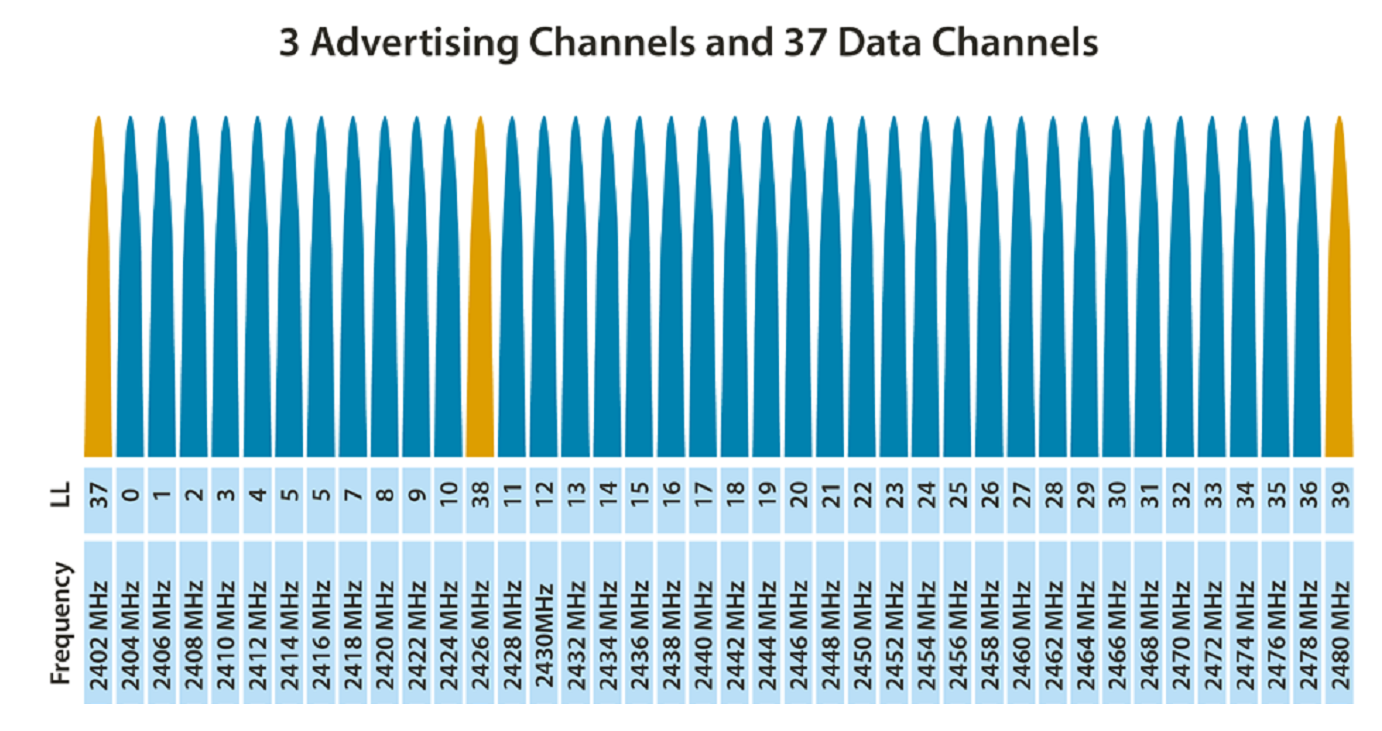 3 Advertising Channels and 37 Data Channels
LL 37 0 1 2 3 4 5 5 7 8 9 10 38 11 12 13 14 15 16 17 18 19 20 21 22 23 24 25 26 27 28 29 30 31 32 33 34 35 36 39
Frequency 2402 MHz 2404 MHz 2406 MHz 2408 MHz 2410 MHz 2412 MHz 2414 MHz 2416 MHz 2418 MHz 2420 MHz 2422 MHz 2424 MHz 2426 MHz 2428 MHz 2430MHz 2432 MHz 2434 MHz 2436 MHz 2438 MHz 2440 MHz 2442 MHz 2444 MHz 2446 MHz 2448 MHz 2450 MHz 2452 MHz 2454 MHz 2456 MHz 2458 MHz 2460 MHz 2462 MHz 2464 MHz 2466 MHz 2468 MHz 2470 MHz 2472 MHz 2474 MHz 2476 MHz 2478 MHz 2480 MHz